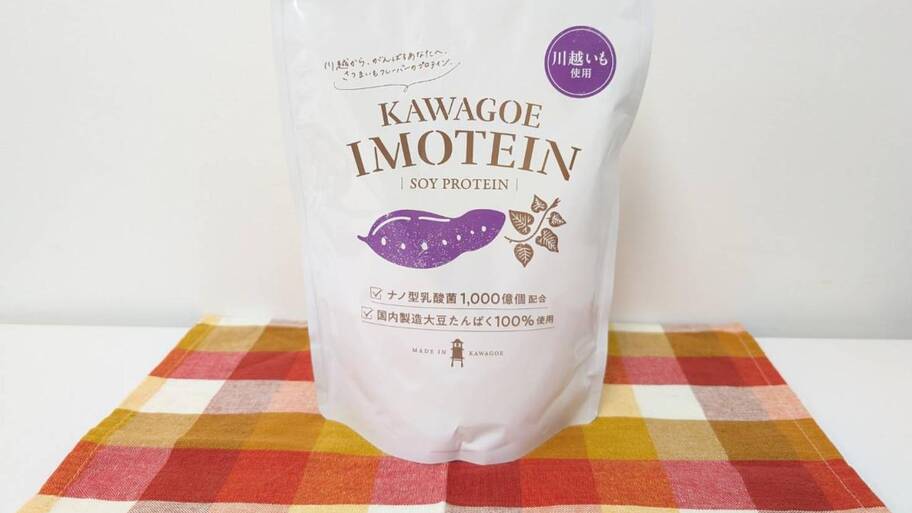 川越から、がんばるあなたへ。
さつまいもフレーバーのプロテイン。
川越いも
使用
KAWAGOE
IMOTEIN
SOY PROTEIN
ナノ型乳酸菌1,000億個配合
国内製造大豆たんぱく100%使用
MADE IN KAWAGOE